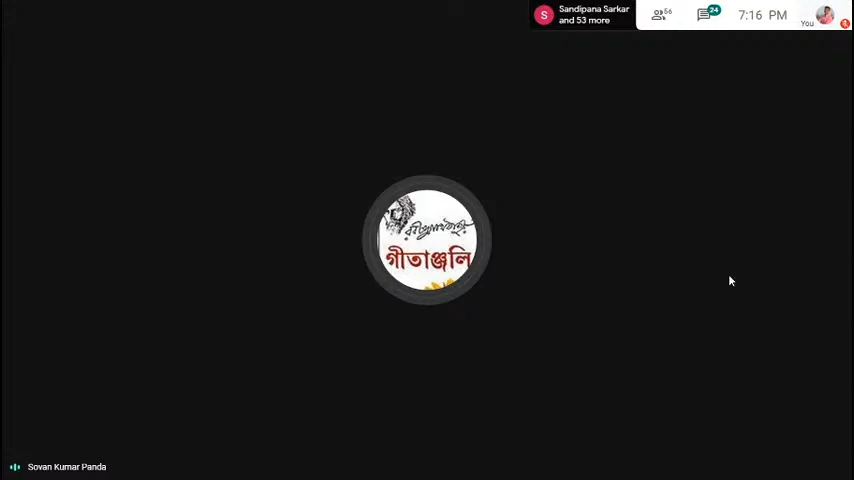 S
Sandipana Sarkar
and 53 more
56
24
7:16 PM
You
গীতাঞ্জলি
Sovan Kumar Panda